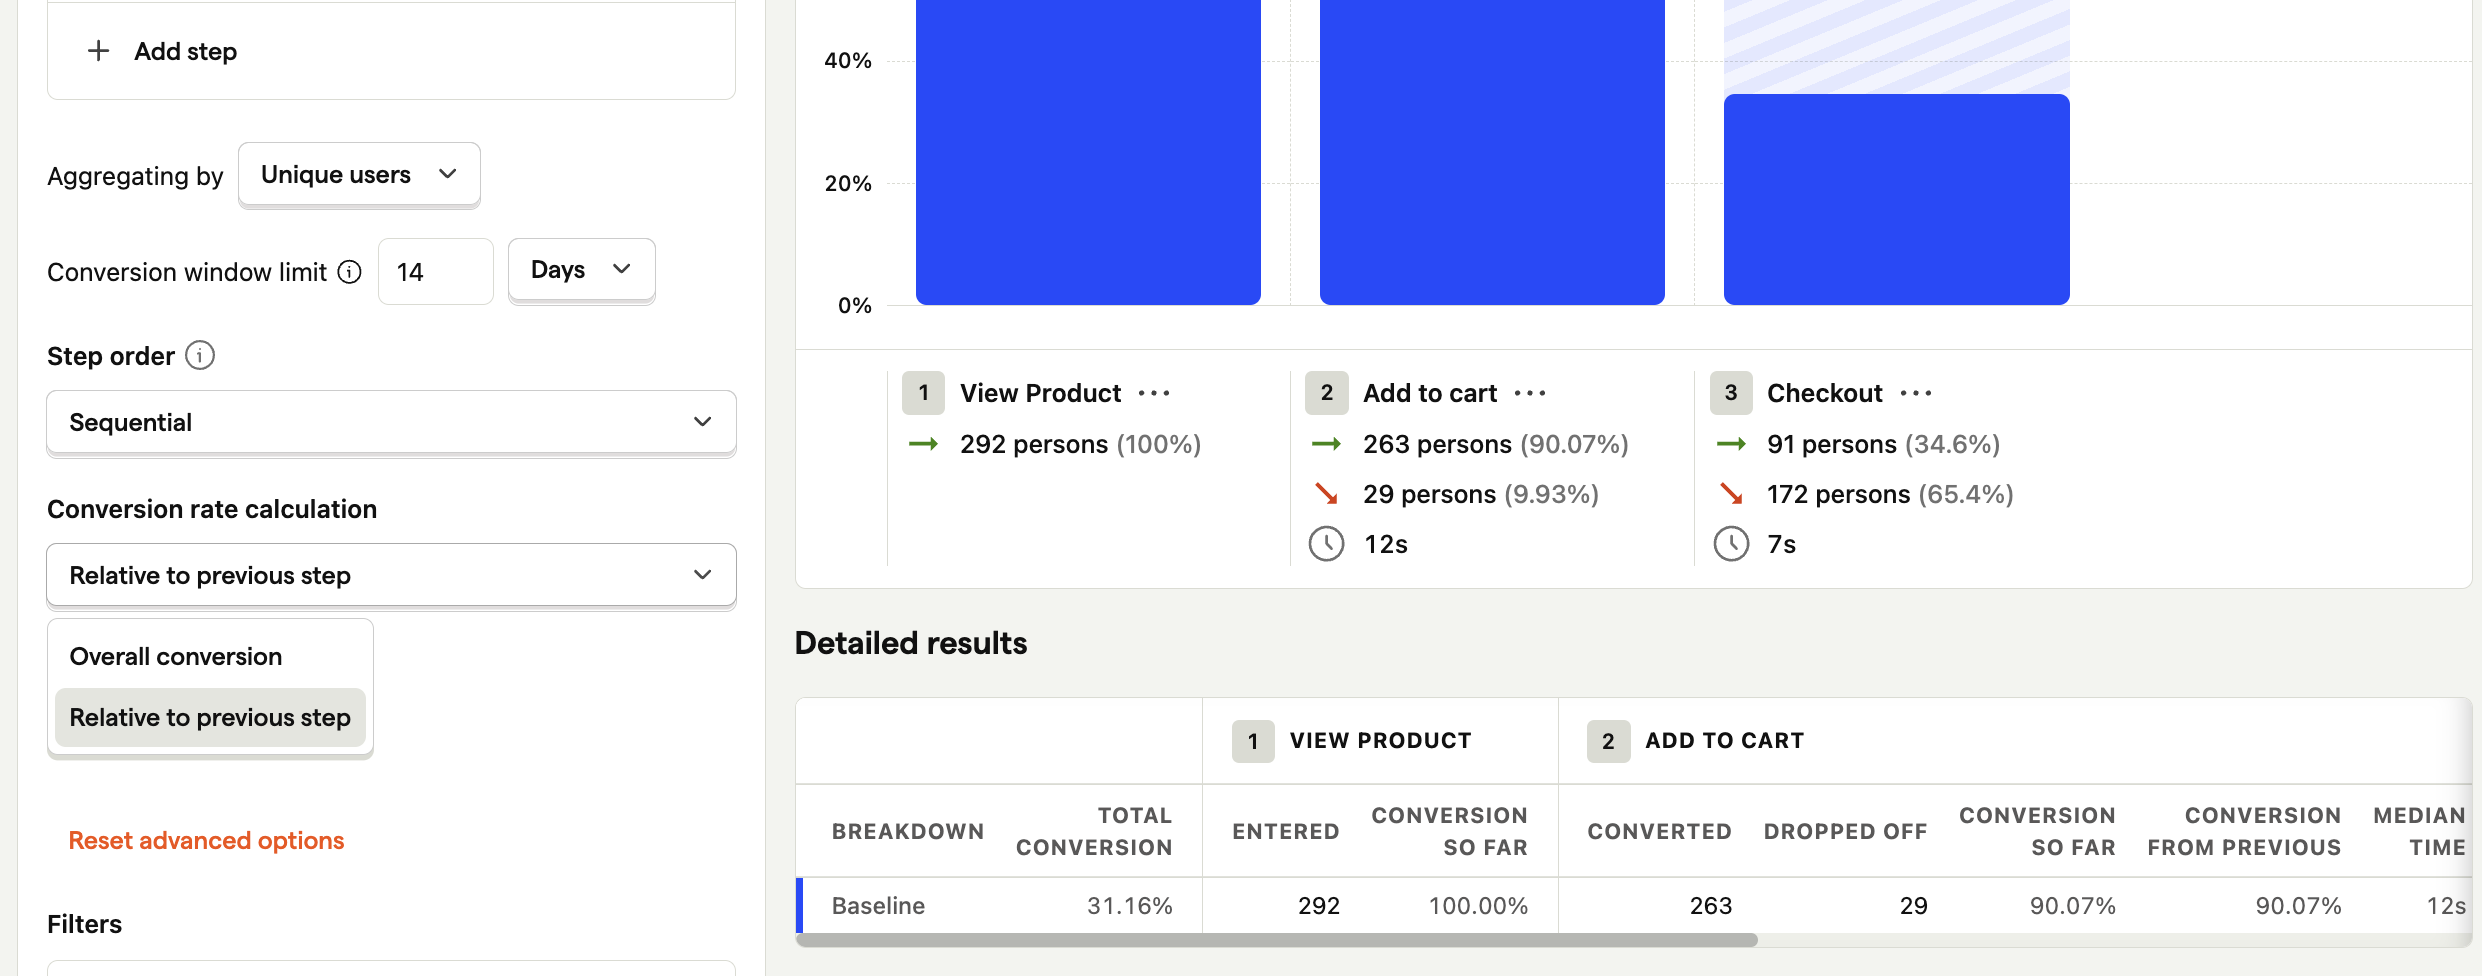 Add step
Aggregating by Unique users
Conversion window limit 14 Days
Step order
Sequential
Conversion rate calculation
Relative to previous step
Overall conversion
Relative to previous step
Reset advanced options
Filters
40%
20%
0%
1 View Product ···
292 persons (100%)
2 Add to cart ···
263 persons (90.07%)
29 persons (9.93%)
12s
3 Checkout ···
91 persons (34.6%)
172 persons (65.4%)
7s
Detailed results
1 VIEW PRODUCT 2 ADD TO CART
BREAKDOWN
TOTAL
CONVERSION
ENTERED
CONVERSION
SO FAR
CONVERTED
DROPPED OFF
CONVERSION
SO FAR
CONVERSION
FROM PREVIOUS
MEDIAN
TIME
Baseline 31.16% 292 100.00% 263 29 90.07% 90.07% 12s